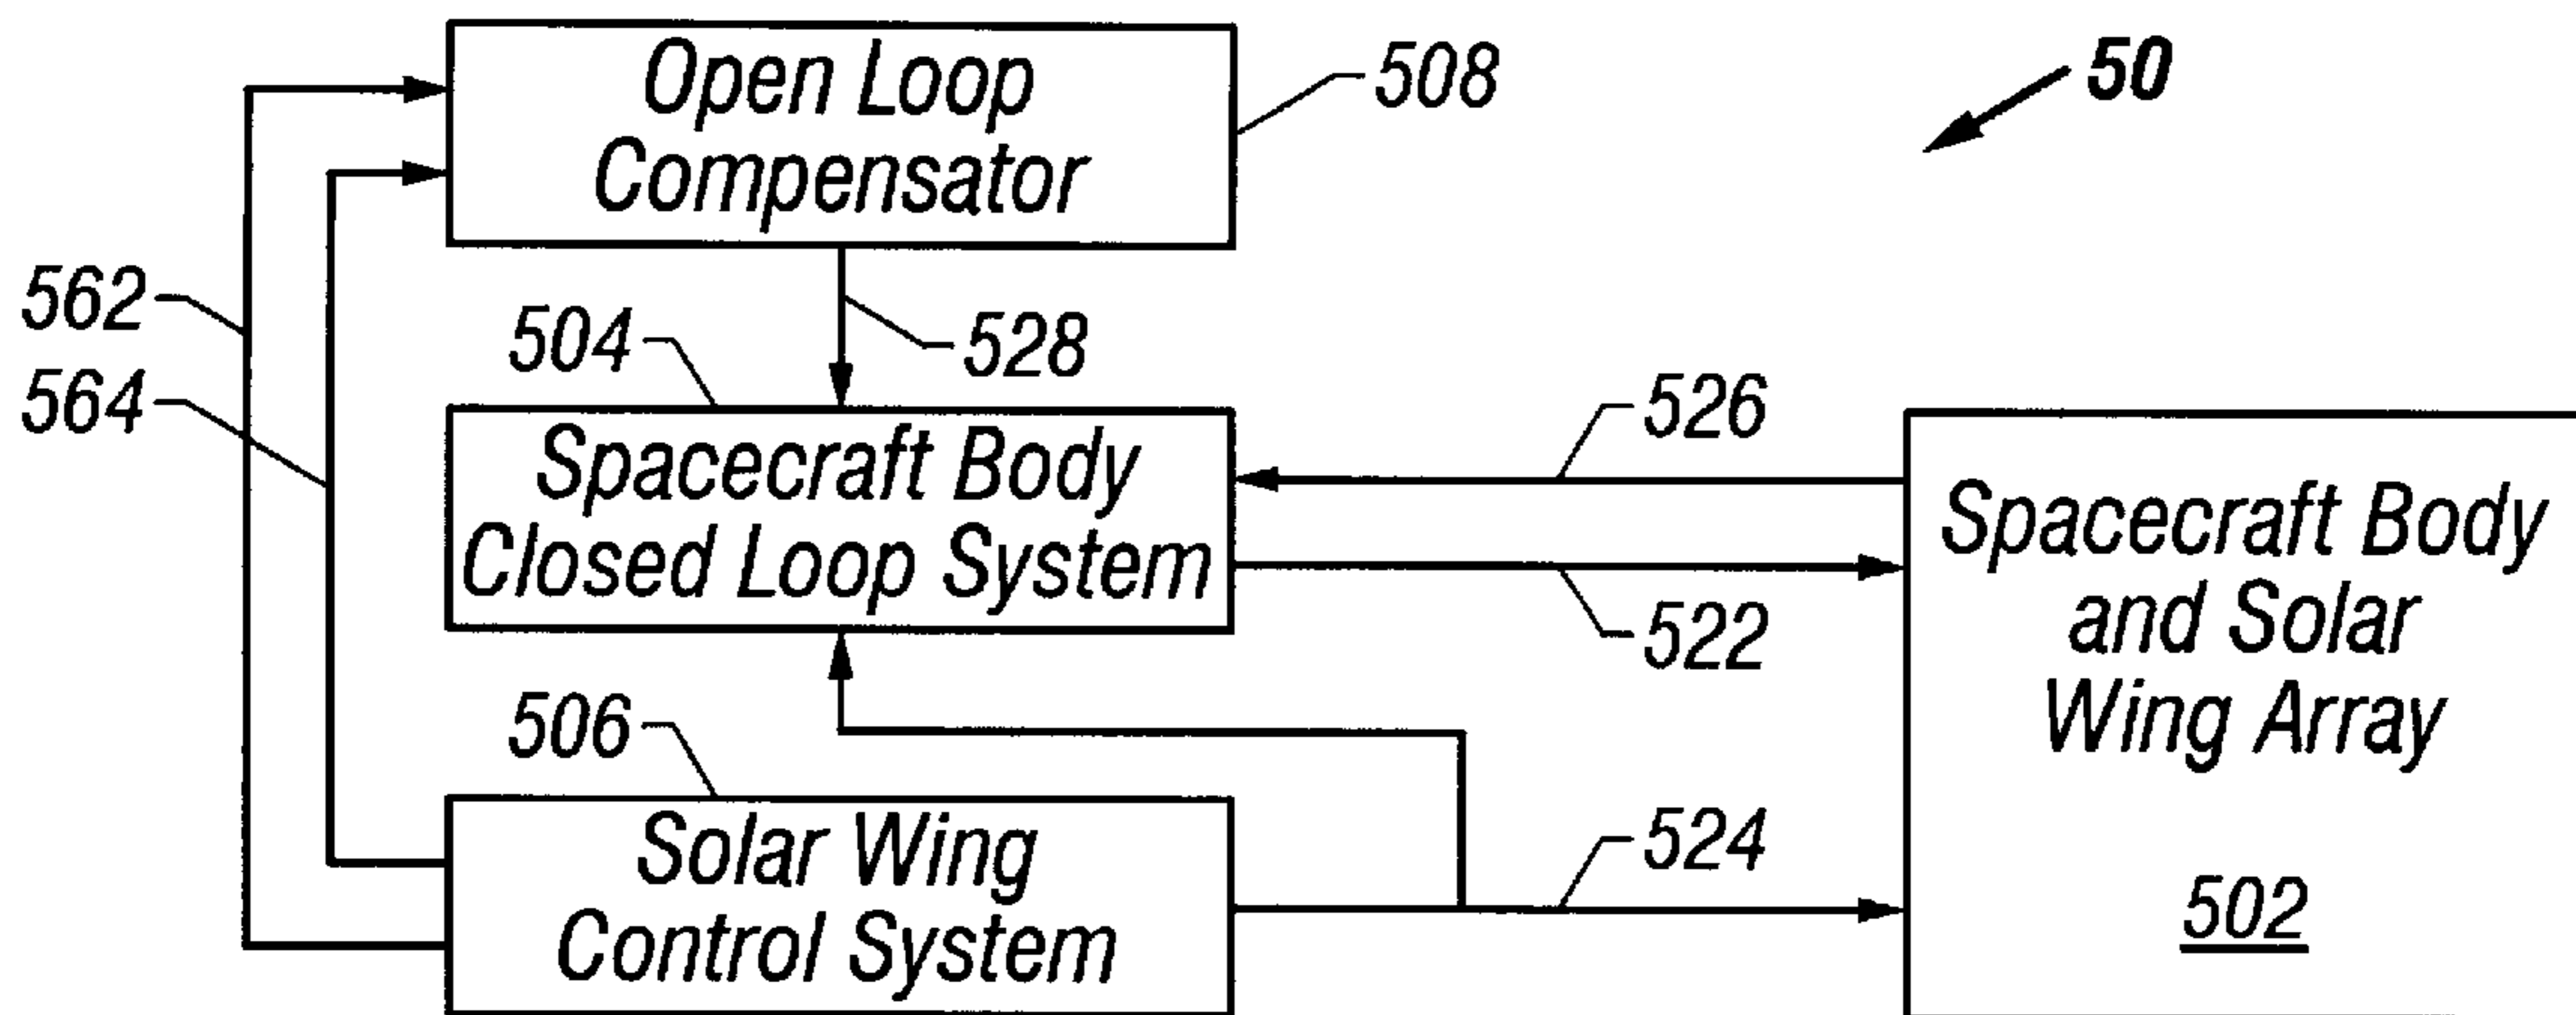 Open Loop
Compensator
508
50
562
564
504
528
Spacecraft Body
Closed Loop System
526
522
Spacecraft Body
and Solar
Wing Array
502
506
Solar Wing
Control System
524